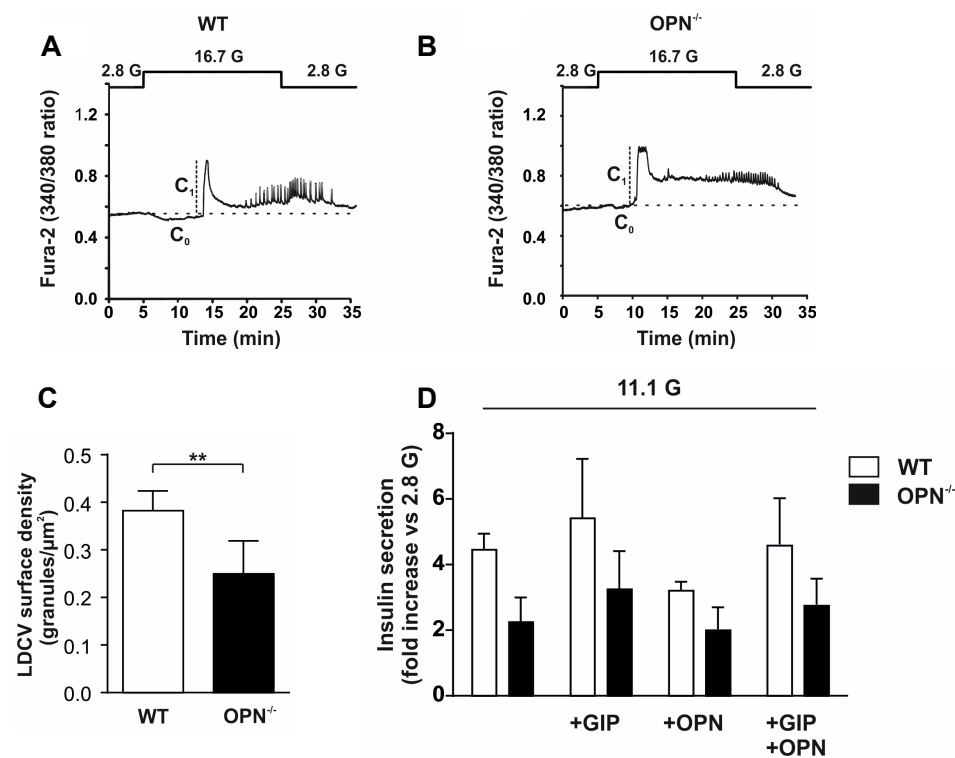 A
WT
2.8 G 16.7 G 2.8 G
Fura-2 (340/380 ratio)
1.2
0.8
0.4
0.0
C₁
C₀
0 5 10 15 20 25 30 35
Time (min)
B
OPN⁻/⁻
2.8 G 16.7 G 2.8 G
Fura-2 (340/380 ratio)
1.2
0.8
0.4
0.0
C₁
C₀
0 5 10 15 20 25 30 35
Time (min)
C
LDCV surface density
(granules/µm²)
0.5
0.4
0.3
0.2
0.1
0.0
**
WT OPN⁻/⁻
D
11.1 G
Insulin secretion
(fold increase vs 2.8 G)
8
6
4
2
0
+GIP +OPN +GIP
+OPN
WT
OPN⁻/⁻